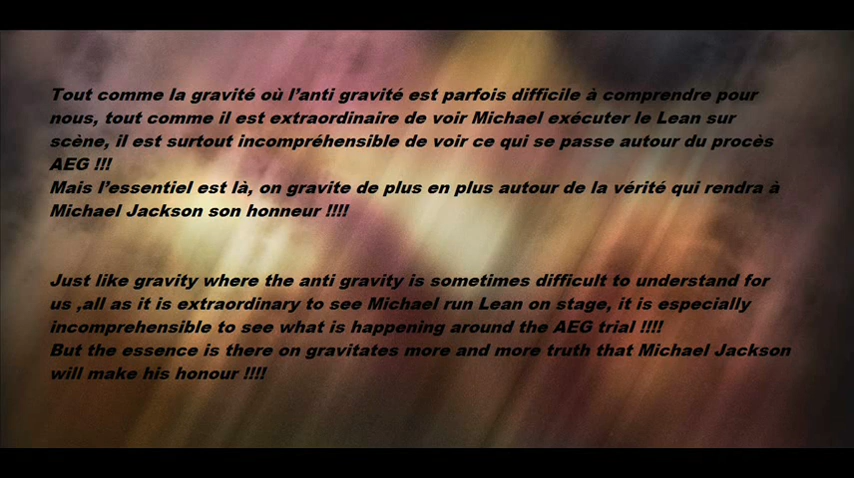 Tout comme la gravité où l'anti gravité est parfois difficile à comprendre pour
nous, tout comme il est extraordinaire de voir Michael exécuter le Lean sur
scène, il est surtout incompréhensible de voir ce qui se passe autour du procès
AEG !!!
Mais l'essentiel est là, on gravite de plus en plus autour de la vérité qui rendra à
Michael Jackson son honneur !!!!
Just like gravity where the anti gravity is sometimes difficult to understand for
us ,all as it is extraordinary to see Michael run Lean on stage, it is especially
incomprehensible to see what is happening around the AEG trial !!!!
But the essence is there on gravitates more and more truth that Michael Jackson
will make his honour !!!!